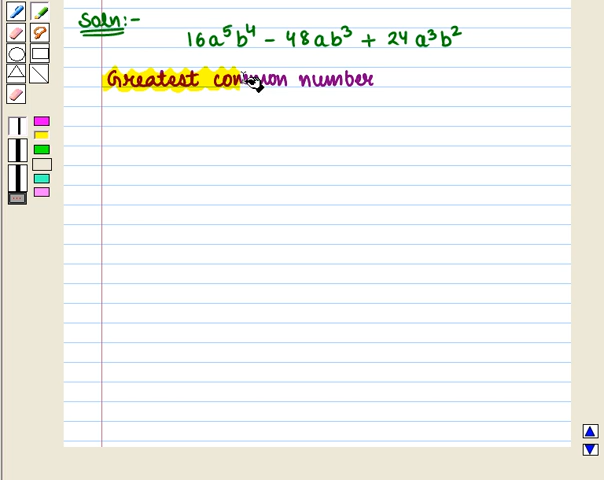 Soln:-
16a⁵b⁴ - 48ab³ + 24a³b²
Greatest common number